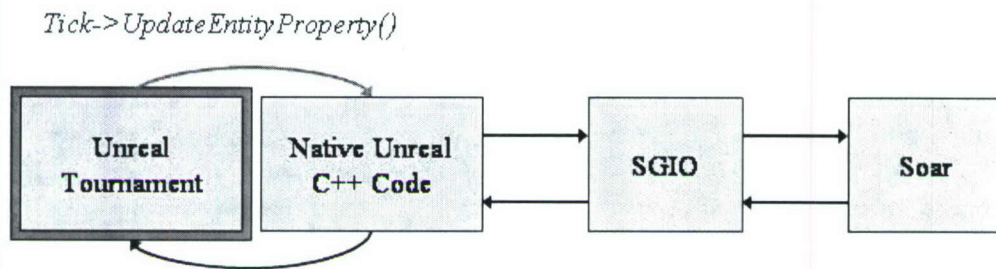 Tick->UpdateEntityProperty()
Unreal
Tournament
Native Unreal
C++ Code
SGIO
Soar